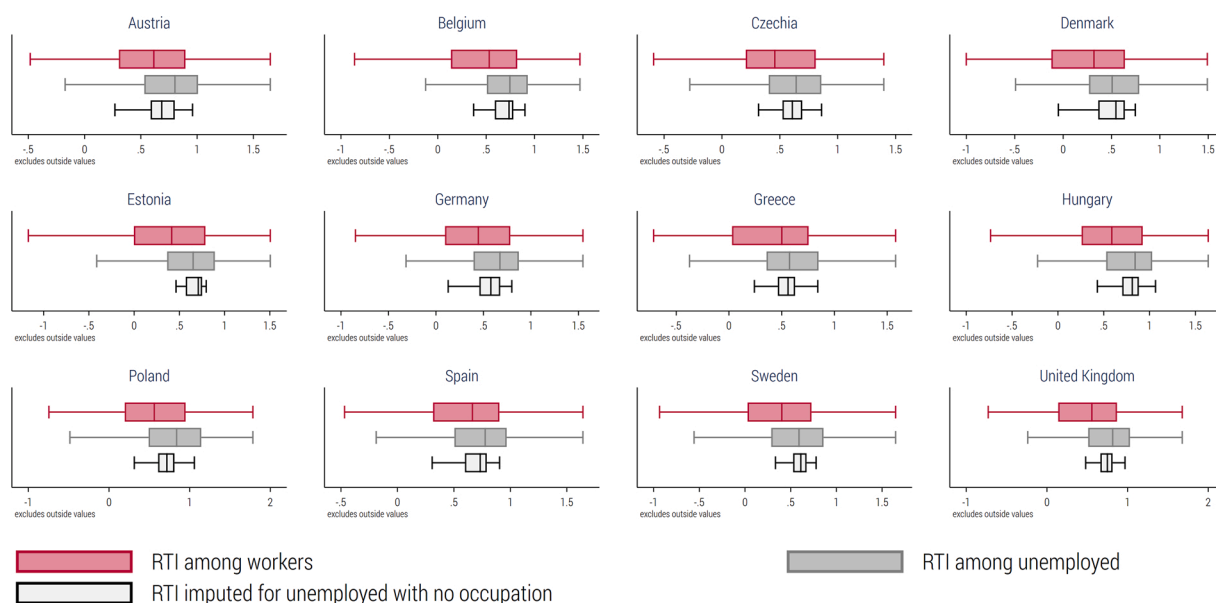 Austria Belgium Czechia Denmark
-.5 0 .5 1 1.5 -1 -.5 0 .5 1 1.5 -.5 0 .5 1 1.5 -1 -.5 0 .5 1 1.5
excludes outside values excludes outside values excludes outside values excludes outside values
Estonia Germany Greece Hungary
-1 -.5 0 .5 1 1.5 -1 -.5 0 .5 1 1.5 -.5 0 .5 1 1.5 -1 -.5 0 .5 1 1.5
excludes outside values excludes outside values excludes outside values excludes outside values
Poland Spain Sweden United Kingdom
-1 0 1 2 -.5 0 .5 1 1.5 -1 -.5 0 .5 1 1.5 -1 0 1 2
excludes outside values excludes outside values excludes outside values excludes outside values
RTI among workers RTI among unemployed
RTI imputed for unemployed with no occupation